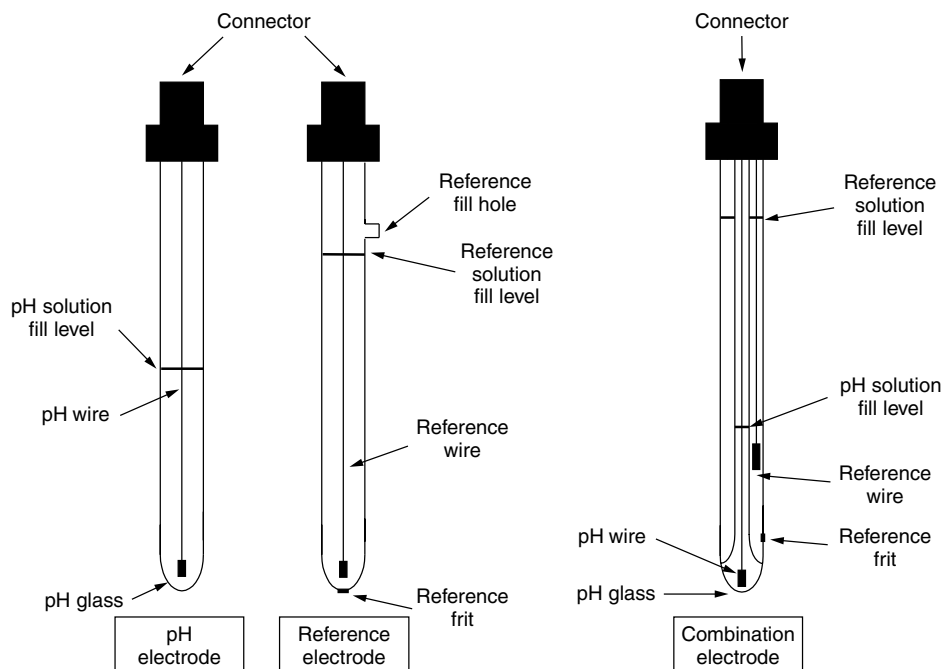 Connector
Connector
Reference
fill hole
Reference
solution
fill level
pH solution
fill level
pH wire
Reference
wire
pH glass
Reference
frit
pH
electrode
Reference
electrode
Reference
solution
fill level
pH solution
fill level
Reference
wire
pH wire
Reference
frit
pH glass
Combination
electrode